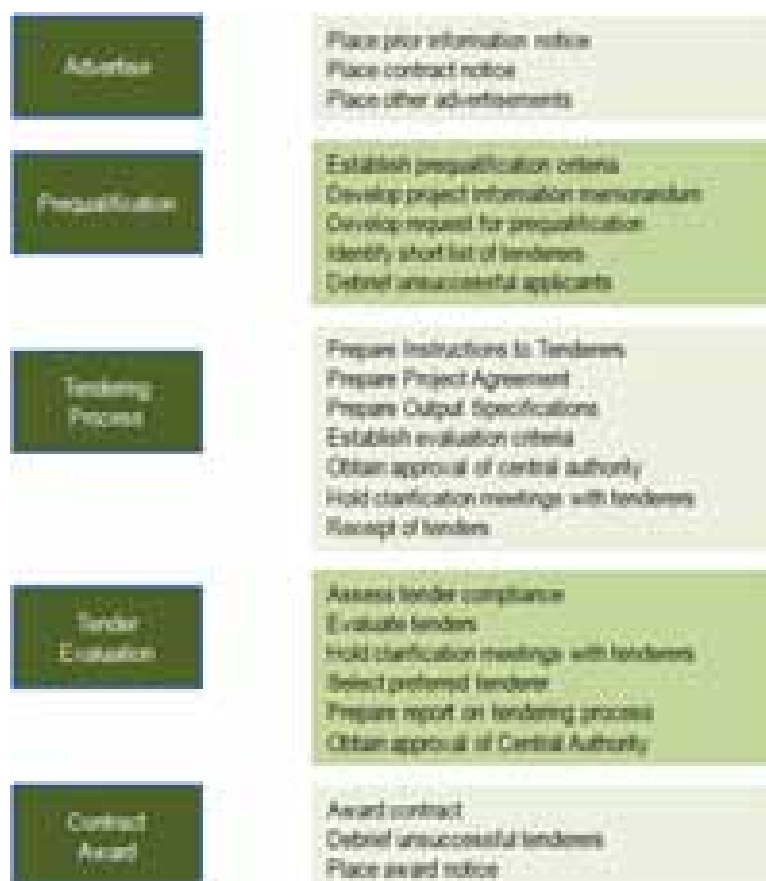 Advertise
Place prior information notice
Place contract notice
Place other advertisements
Prequalification
Establish prequalification criteria
Develop project information memorandum
Develop request for prequalification
Identify short list of tenderers
Debrief unsuccessful applicants
Tendering
Process
Prepare Instructions to Tenderers
Prepare Project Agreement
Prepare Output Specifications
Establish evaluation criteria
Obtain approval of central authority
Hold clarification meetings with tenderers
Receipt of tenders
Tender
Evaluation
Assess tender compliance
Evaluate tenders
Hold clarification meetings with tenderers
Select preferred tenderer
Prepare report on tendering process
Obtain approval of Central Authority
Contract
Award
Award contract
Debrief unsuccessful tenderers
Place award notice